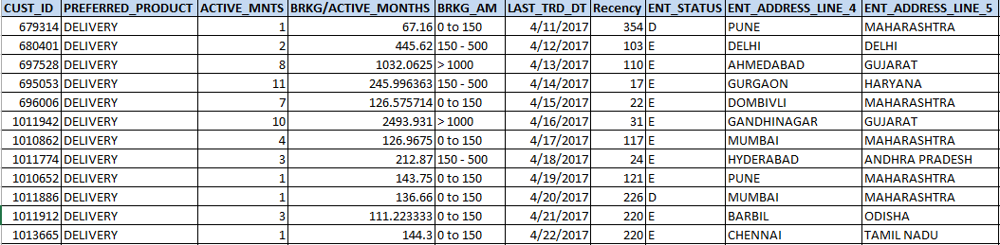 CUST_ID PREFERRED_PRODUCT ACTIVE_MNTS BRKG/ACTIVE_MONTHS BRKG_AM LAST_TRD_DT Recency ENT_STATUS ENT_ADDRESS_LINE_4 ENT_ADDRESS_LINE_5
679314 DELIVERY 1 67.16 0 to 150 4/11/2017 354 D PUNE MAHARASHTRA
680401 DELIVERY 2 445.62 150 - 500 4/12/2017 103 E DELHI DELHI
697528 DELIVERY 8 1032.0625 > 1000 4/13/2017 110 E AHMEDABAD GUJARAT
695053 DELIVERY 11 245.996363 150 - 500 4/14/2017 17 E GURGAON HARYANA
696006 DELIVERY 7 126.575714 0 to 150 4/15/2017 22 E DOMBIVLI MAHARASHTRA
1011942 DELIVERY 10 2493.931 > 1000 4/16/2017 31 E GANDHINAGAR GUJARAT
1010862 DELIVERY 4 126.9675 0 to 150 4/17/2017 117 E MUMBAI MAHARASHTRA
1011774 DELIVERY 3 212.87 150 - 500 4/18/2017 24 E HYDERABAD ANDHRA PRADESH
1010652 DELIVERY 1 143.75 0 to 150 4/19/2017 121 E PUNE MAHARASHTRA
1011886 DELIVERY 1 136.66 0 to 150 4/20/2017 226 D MUMBAI MAHARASHTRA
1011912 DELIVERY 3 111.223333 0 to 150 4/21/2017 220 E BARBIL ODISHA
1013665 DELIVERY 1 144.3 0 to 150 4/22/2017 220 E CHENNAI TAMIL NADU